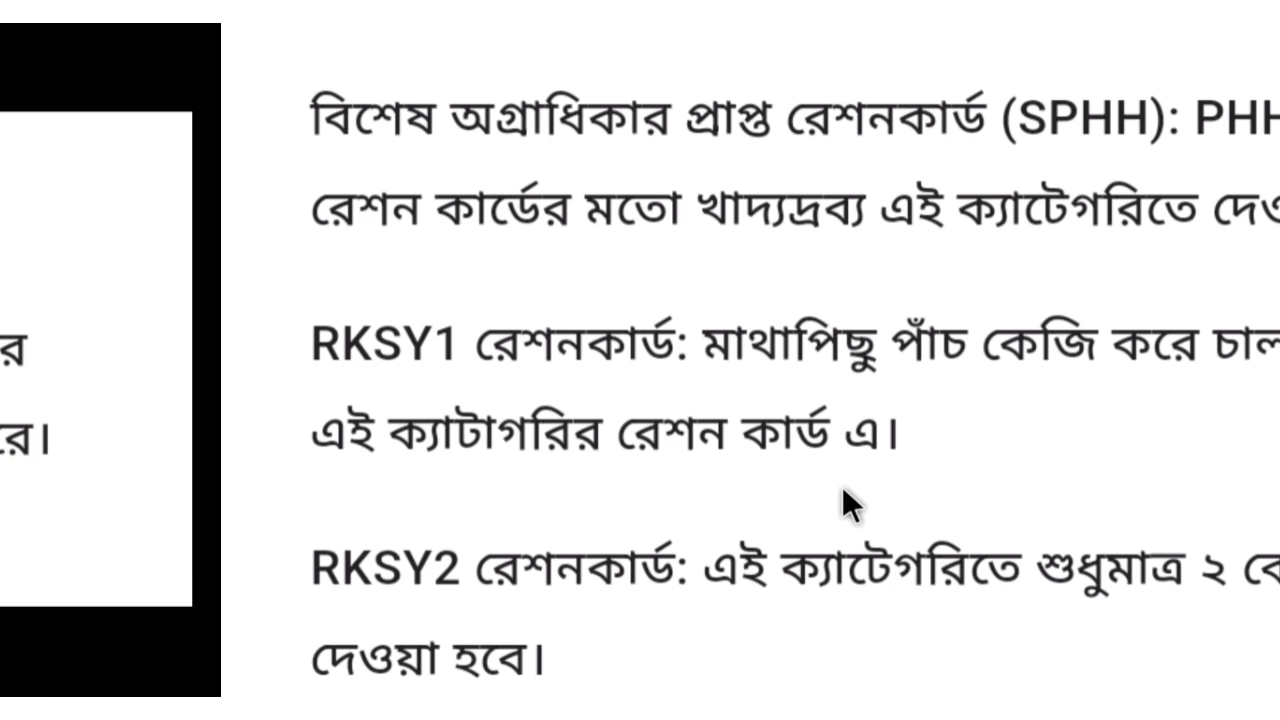 র
রে।
বিশেষ অগ্রাধিকার প্রাপ্ত রেশনকার্ড (SPHH): PHH
রেশন কার্ডের মতো খাদ্যদ্রব্য এই ক্যাটেগরিতে
RKSY1 রেশনকার্ড: মাথাপিছু পাঁচ কেজি করে চাল
এই ক্যাটাগরির রেশন কার্ড এ।
RKSY2 রেশনকার্ড: এই ক্যাটেগরিতে শুধুমাত্র ২
দেওয়া হবে।